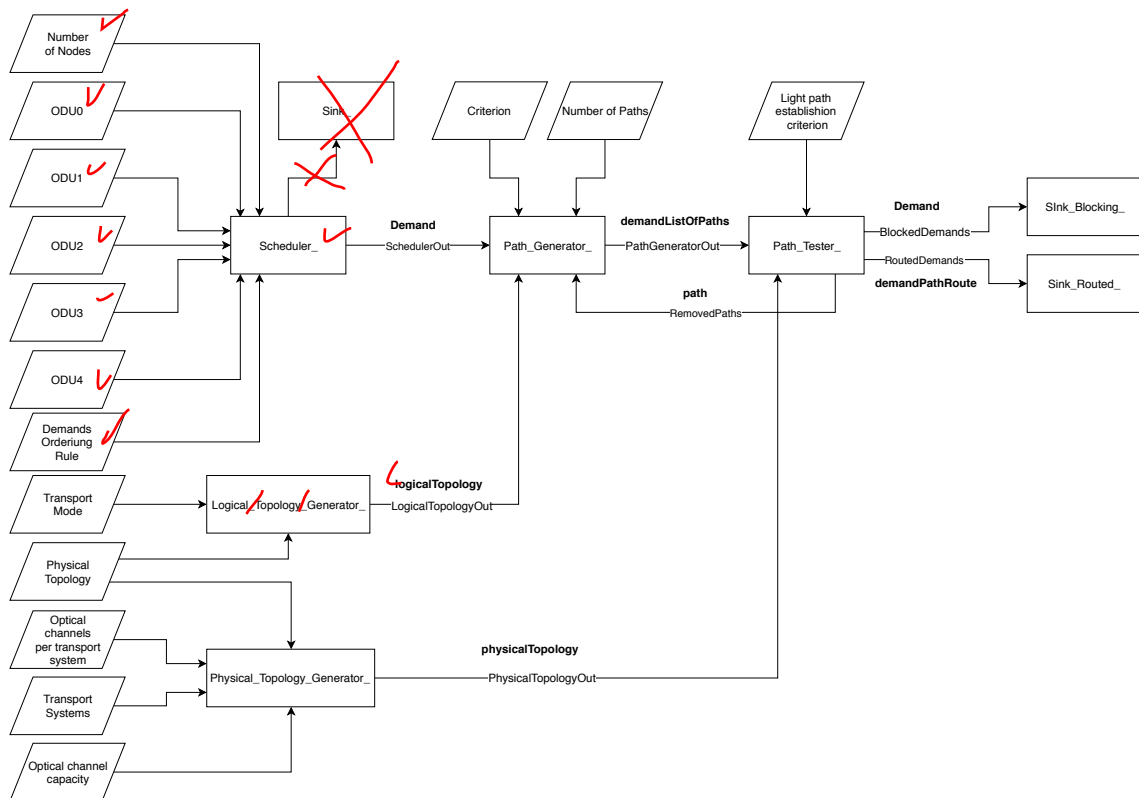 Number
of Nodes
ODU0
Sink_
Criterion
Number of Paths
Light path
establishion
criterion
ODU1
ODU2
Scheduler_
Demand
SchedulerOut
Path_Generator_
demandListOfPaths
PathGeneratorOut
Path_Tester_
Demand
BlockedDemands
SInk_Blocking_
RoutedDemands
demandPathRoute
Sink_Routed_
path
RemovedPaths
ODU3
ODU4
Demands
Orderiung
Rule
Transport
Mode
Logical_Topology_Generator_
logicalTopology
LogicalTopologyOut
Physical
Topology
Optical
channels
per transport
system
Physical_Topology_Generator_
physicalTopology
PhysicalTopologyOut
Transport
Systems
Optical channel
capacity